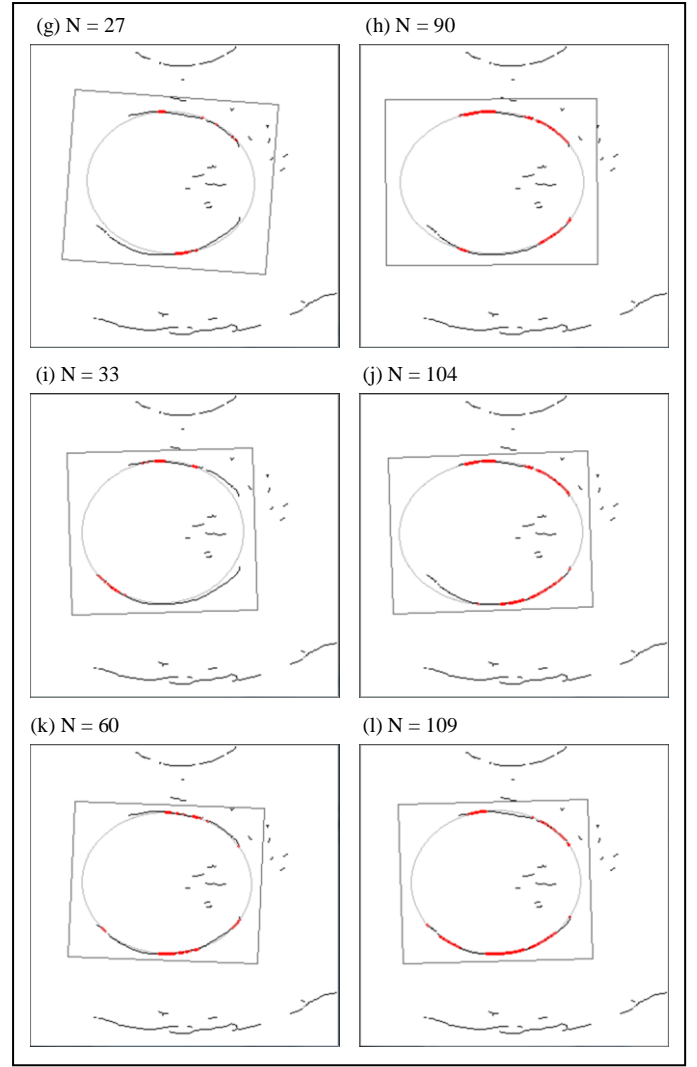 (g) N = 27
(h) N = 90
(i) N = 33
(j) N = 104
(k) N = 60
(l) N = 109